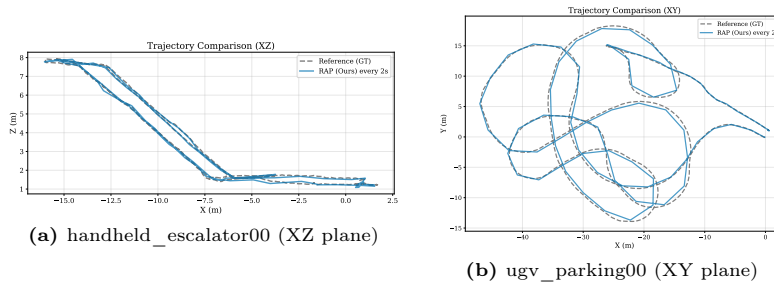 Trajectory Comparison (XZ)
Reference (GT)
RAP (Ours) every 2s
Z (m)
8
7
6
5
4
3
2
1
−15.0 −12.5 −10.0 −7.5 −5.0 −2.5 0.0 2.5
X (m)
(a) handheld_escalator00 (XZ plane)
Trajectory Comparison (XY)
Reference (GT)
RAP (Ours) every 2
Y (m)
15
10
5
0
−5
−10
−15
−40 −30 −20 −10 0
X (m)
(b) ugv_parking00 (XY plane)